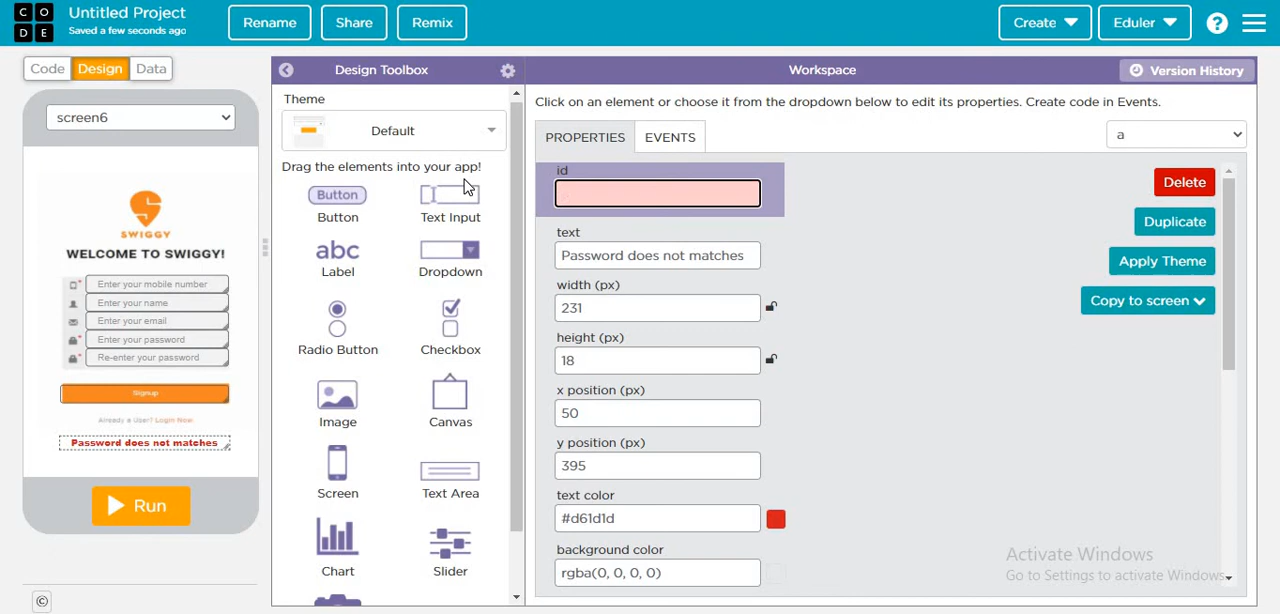 CODE
Untitled Project
Saved a few seconds ago
Rename
Share
Remix
Create
Eduler
?
Code
Design
Data
Design Toolbox
Workspace
Version History
screen6
Theme
Default
Drag the elements into your app!
Button
Button
Text Input
abc
Label
Dropdown
Radio Button
Checkbox
Image
Canvas
Screen
Text Area
Chart
Slider
Click on an element or choose it from the dropdown below to edit its properties. Create code in Events.
PROPERTIES
EVENTS
a
id
text
Password does not matches
width (px)
231
height (px)
18
x position (px)
50
y position (px)
395
text color
#d61d1d
background color
rgba(0, 0, 0, 0)
Delete
Duplicate
Apply Theme
Copy to screen
SWIGGY
WELCOME TO SWIGGY!
Enter your mobile number
Enter your name
Enter your email
Enter your password
Re-enter your password
Signup
Already a User? Login Now
Password does not matches
Run
©
Activate Windows
Go to Settings to activate Windows.